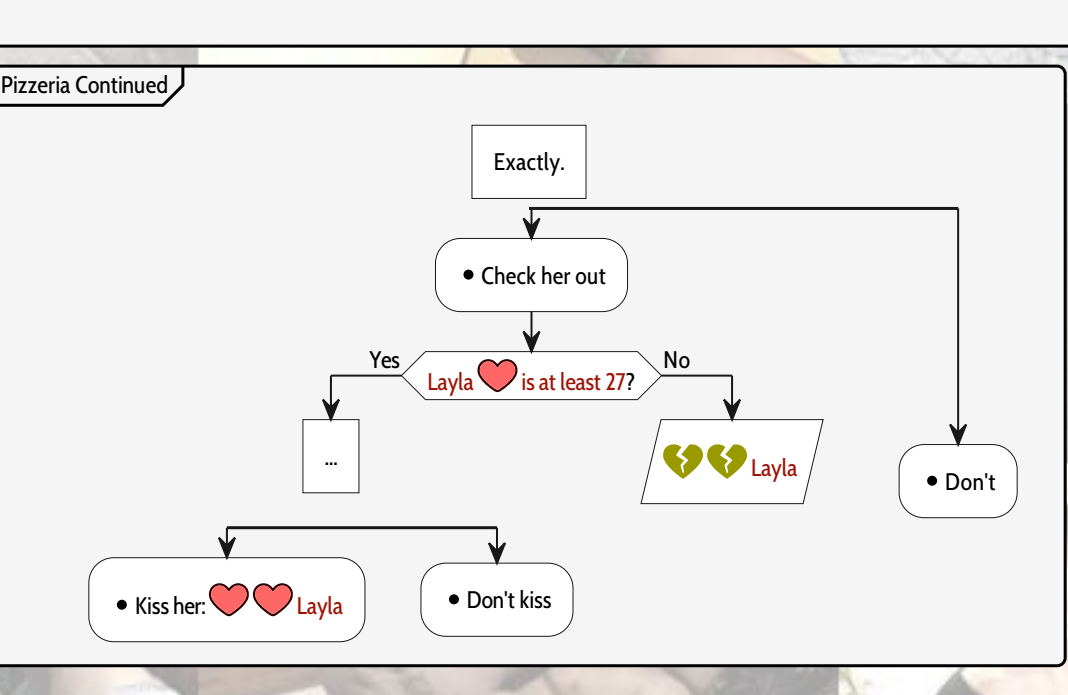 Pizzeria Continued
Exactly.
• Check her out
Yes
Layla ❤ is at least 27?
No
...
Layla
• Don't
• Kiss her: ❤❤ Layla
• Don't kiss